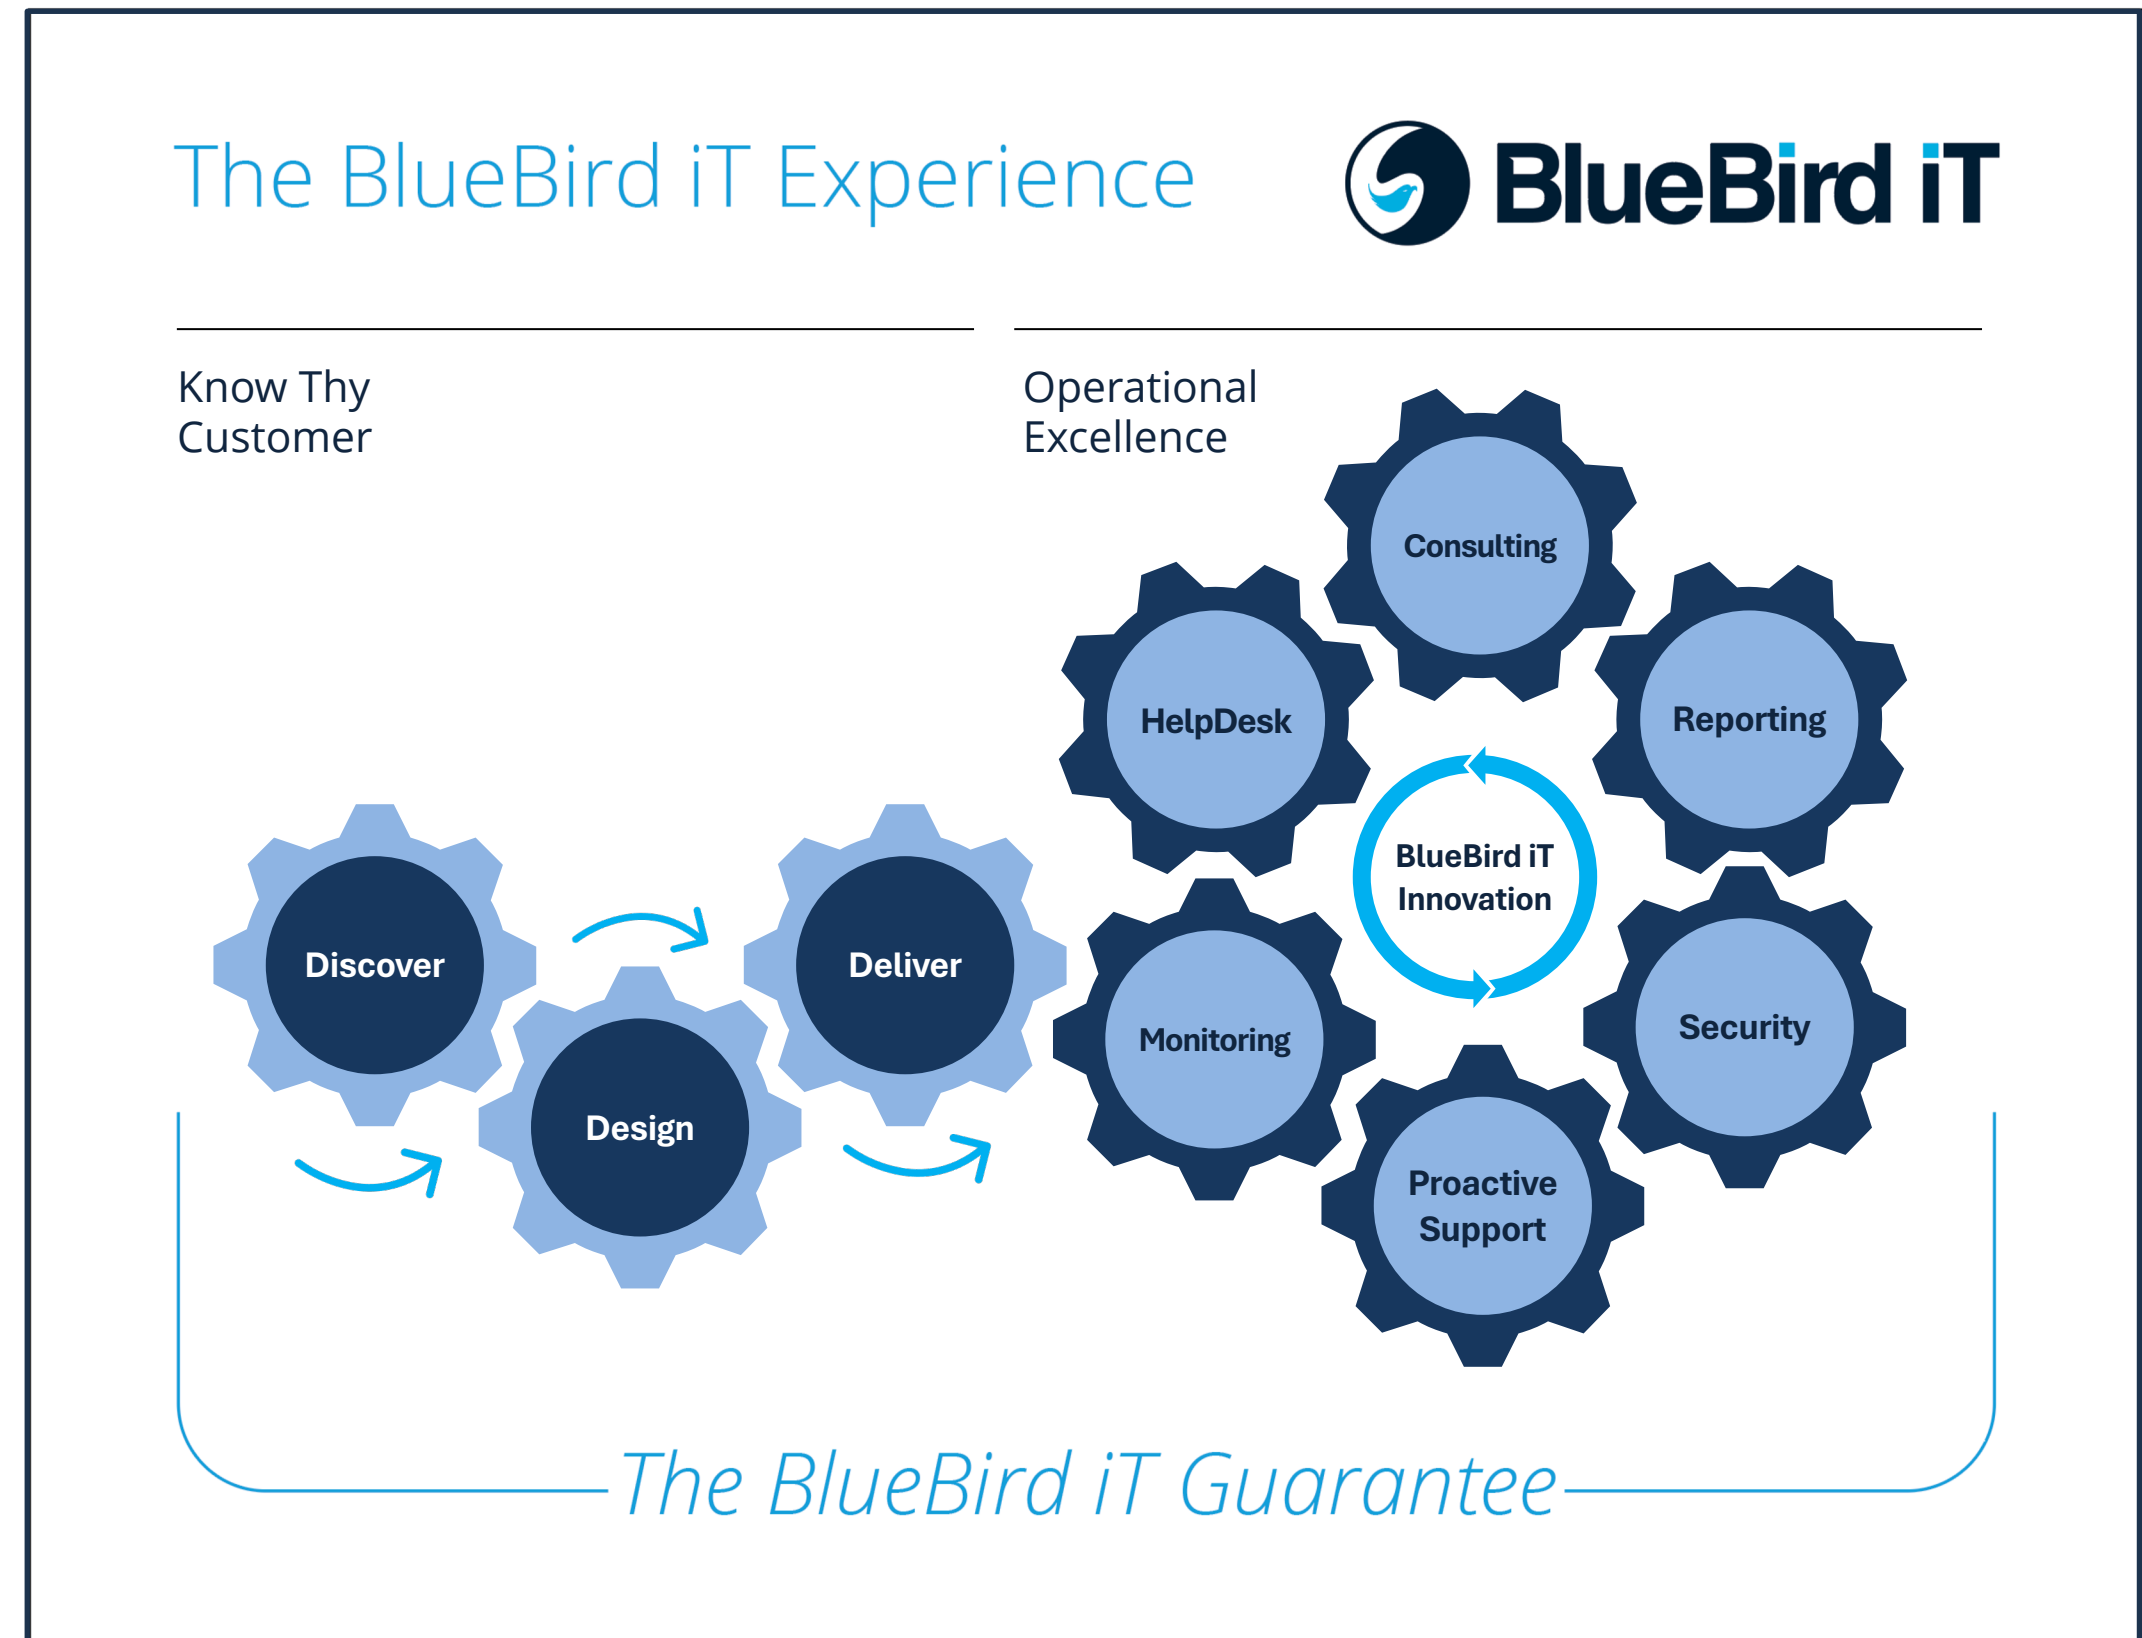 The BlueBird iT Experience
BlueBird iT
Know Thy
Customer
Operational
Excellence
Consulting
HelpDesk
Reporting
BlueBird iT
Innovation
Discover
Deliver
Design
Monitoring
Security
Proactive
Support
The BlueBird iT Guarantee